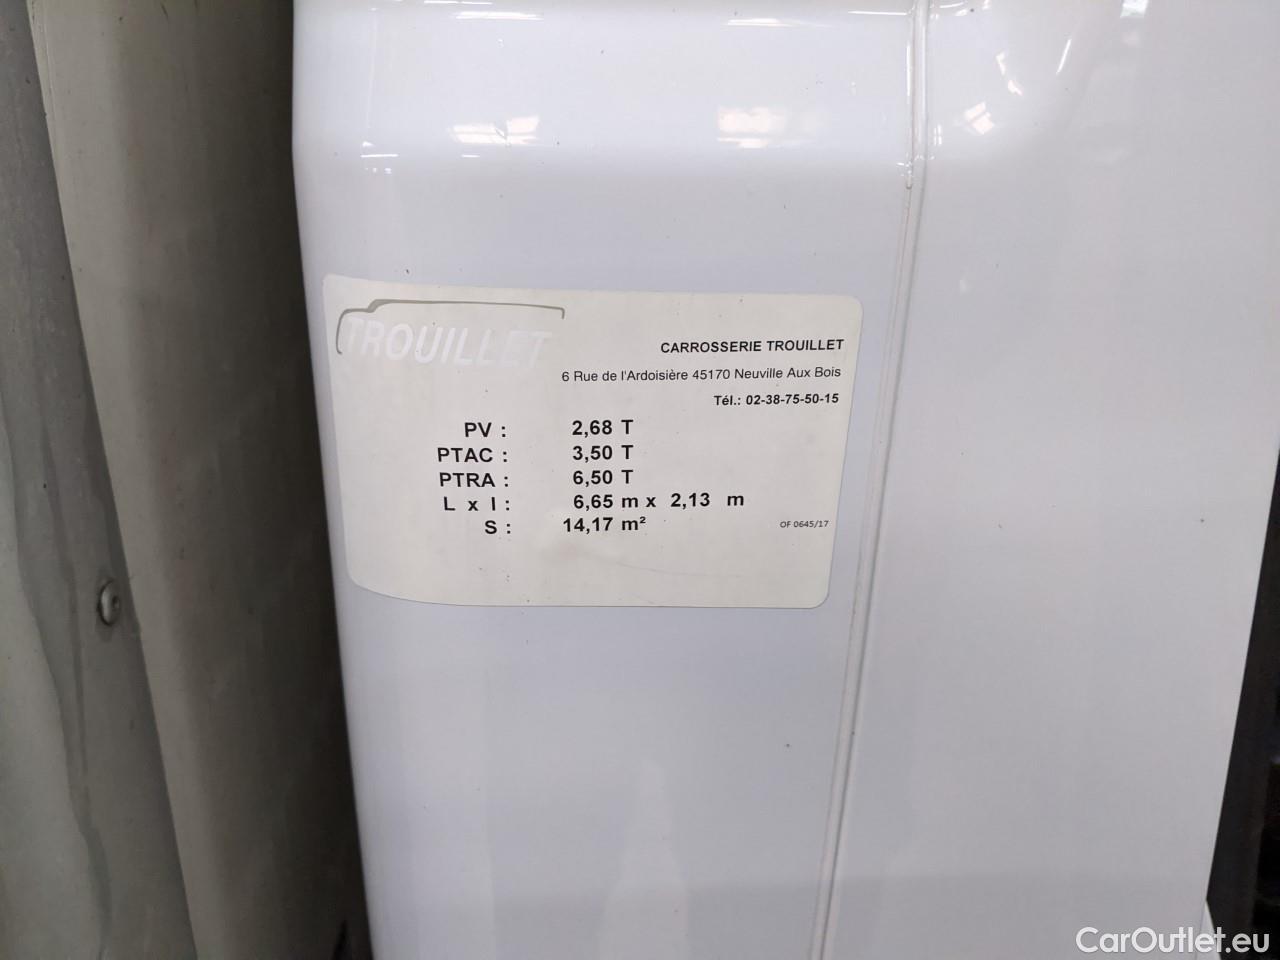 TROUILLET
CARROSSERIE TROUILLET
6 Rue de l'Ardoisière 45170 Neuville Aux Bois
Tél.: 02-38-75-50-15
PV : 2,68 T
PTAC : 3,50 T
PTRA : 6,50 T
L x l : 6,65 m x 2,13 m
S : 14,17 m²
OF 0645/17
CarOutlet.eu